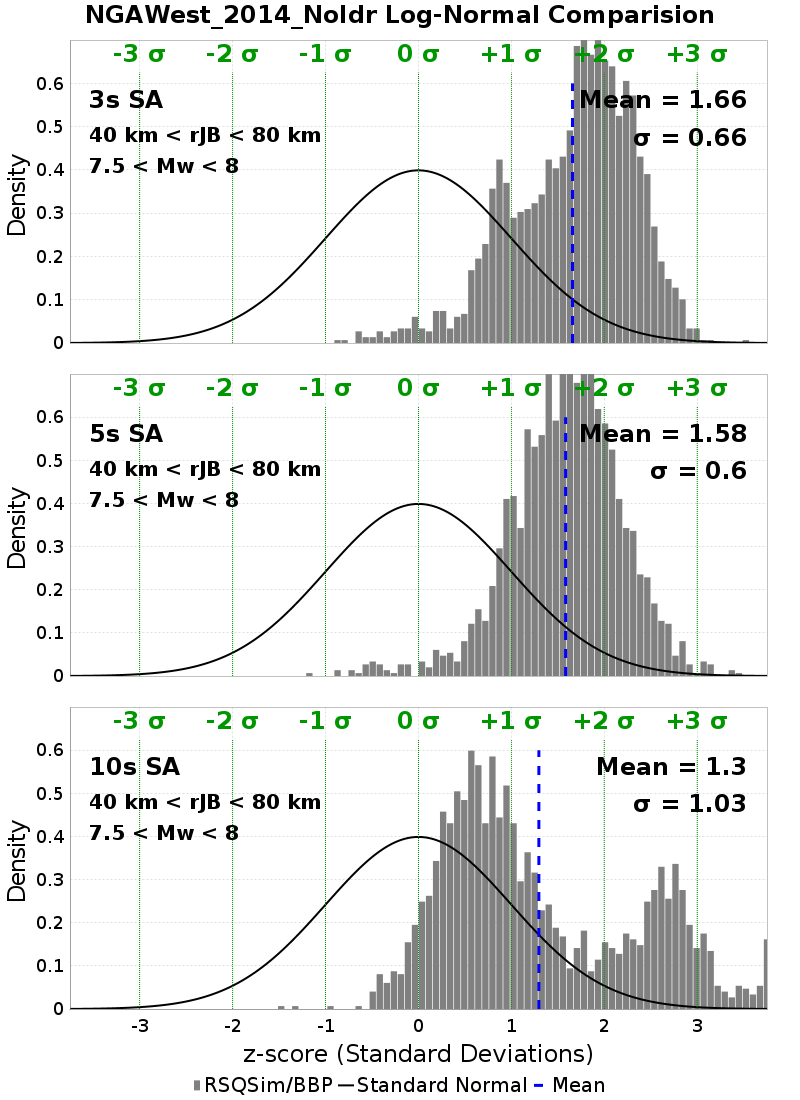 NGAWest_2014_NoIdr Log-Normal Comparision
-3 σ -2 σ -1 σ 0 σ +1 σ +2 σ +3 σ
3s SA
Mean = 1.66
40 km < rJB < 80 km
σ = 0.66
7.5 < Mw < 8
0.6
0.5
0.4
0.3
0.2
0.1
0
Density
-3 σ -2 σ -1 σ 0 σ +1 σ +2 σ +3 σ
5s SA
Mean = 1.58
40 km < rJB < 80 km
σ = 0.6
7.5 < Mw < 8
0.6
0.5
0.4
0.3
0.2
0.1
0
Density
-3 σ -2 σ -1 σ 0 σ +1 σ +2 σ +3 σ
10s SA
Mean = 1.3
40 km < rJB < 80 km
σ = 1.03
7.5 < Mw < 8
0.6
0.5
0.4
0.3
0.2
0.1
0
Density
-3 -2 -1 0 1 2 3
z-score (Standard Deviations)
RSQSim/BBP Standard Normal Mean